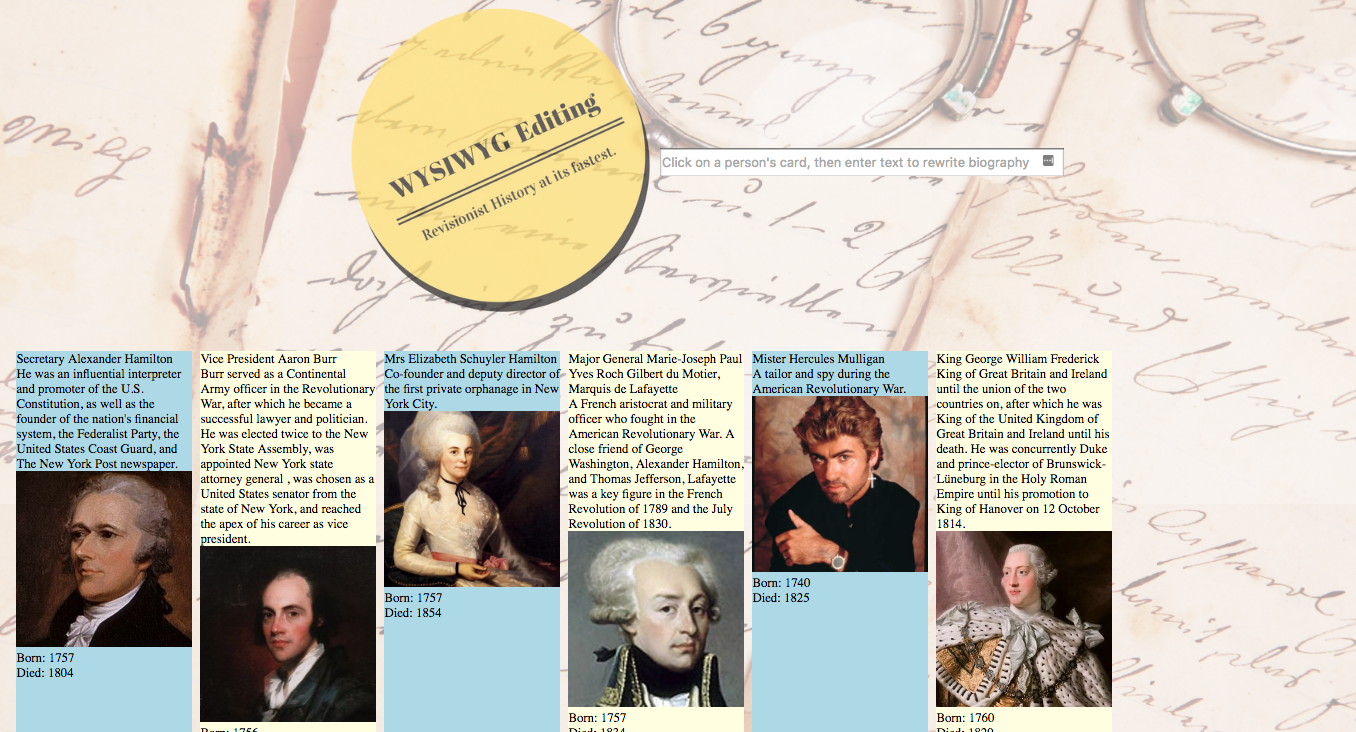 WYSIWYG Editing
Revisionist History at its fastest.
Click on a person's card, then enter text to rewrite biography
Secretary Alexander Hamilton
He was an influential interpreter
and promoter of the U.S.
Constitution, as well as the
founder of the nation's financial
system, the Federalist Party, the
United States Coast Guard, and
The New York Post newspaper.
Born: 1757
Died: 1804
Vice President Aaron Burr
Burr served as a Continental
Army officer in the Revolutionary
War, after which he became a
successful lawyer and politician.
He was elected twice to the New
York State Assembly, was
appointed New York state
attorney general , was chosen as a
United States senator from the
state of New York, and reached
the apex of his career as vice
president.
Born: 1756
Mrs Elizabeth Schuyler Hamilton
Co-founder and deputy director of
the first private orphanage in New
York City.
Born: 1757
Died: 1854
Major General Marie-Joseph Paul
Yves Roch Gilbert du Motier,
Marquis de Lafayette
A French aristocrat and military
officer who fought in the
American Revolutionary War. A
close friend of George
Washington, Alexander Hamilton,
and Thomas Jefferson, Lafayette
was a key figure in the French
Revolution of 1789 and the July
Revolution of 1830.
Born: 1757
Died: 1834
Mister Hercules Mulligan
A tailor and spy during the
American Revolutionary War.
Born: 1740
Died: 1825
King George William Frederick
King of Great Britain and Ireland
until the union of the two
countries on, after which he was
King of the United Kingdom of
Great Britain and Ireland until his
death. He was concurrently Duke
and prince-elector of Brunswick-
Lüneburg in the Holy Roman
Empire until his promotion to
King of Hanover on 12 October
1814.
Born: 1760
Died: 1820